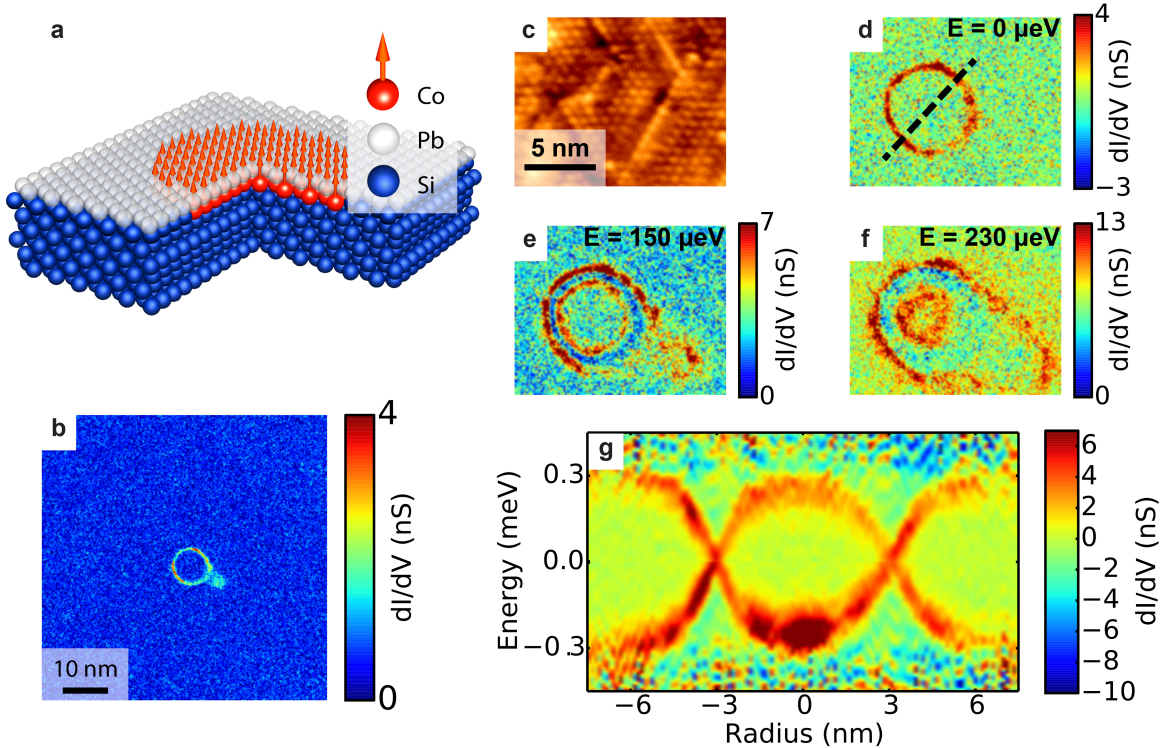 a
Co
Pb
Si
b
4
0
dI/dV (nS)
10 nm
c
5 nm
d
E = 0 µeV
4
−3
dI/dV (nS)
e
E = 150 µeV
7
0
dI/dV (nS)
f
E = 230 µeV
13
0
dI/dV (nS)
g
0.3
0.0
−0.3
Energy (meV)
−6
−3
0
3
6
Radius (nm)
6
4
2
0
−2
−4
−6
−8
−10
dI/dV (nS)